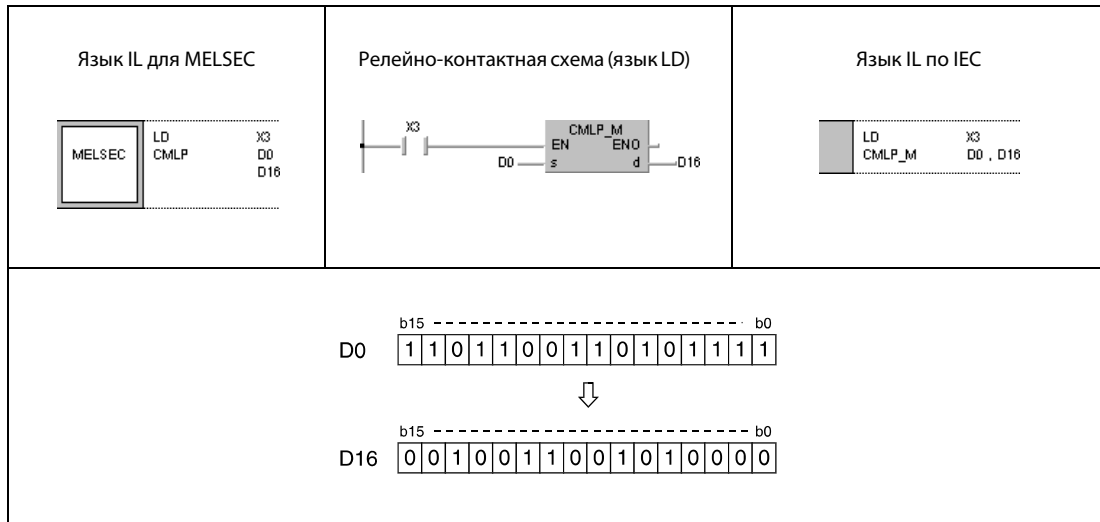 Язык IL для MELSEC
MELSEC
LD X3
CMLP D0
D16
Релейно-контактная схема (язык LD)
X3
CMLP_M
EN ENO
D0 s d D16
Язык IL по IEC
LD X3
CMLP_M D0 , D16
b15 b0
D0 1 1 0 1 1 0 0 1 1 0 1 0 1 1 1 1
b15 b0
D16 0 0 1 0 0 1 1 0 0 1 0 1 0 0 0 0